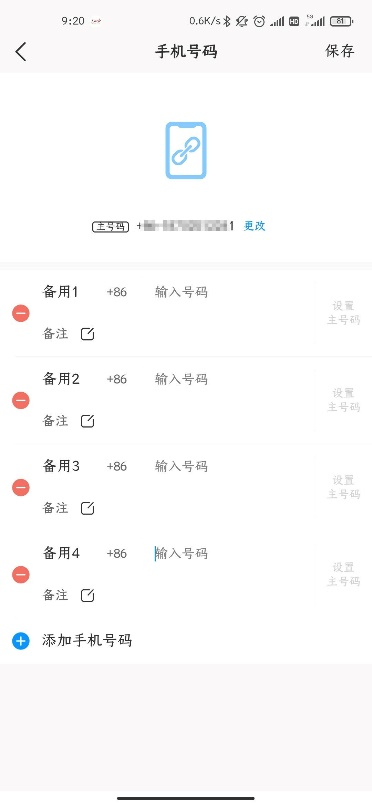 9:20
0.6K/s
81
手机号码
保存
主号码 + 1 更改
备用1 +86 输入号码
设置
主号码
备注
备用2 +86 输入号码
设置
主号码
备注
备用3 +86 输入号码
设置
主号码
备注
备用4 +86 输入号码
设置
主号码
备注
添加手机号码